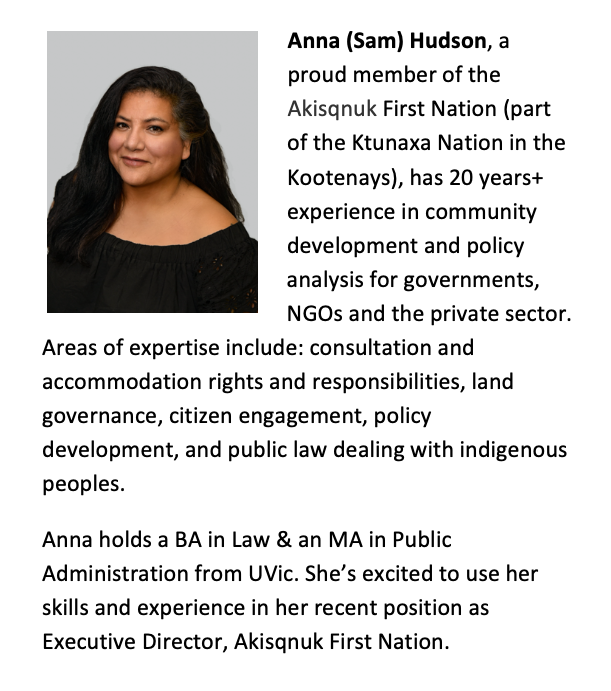 Anna (Sam) Hudson, a
proud member of the
Akisqnuk First Nation (part
of the Ktunaxa Nation in the
Kootenays), has 20 years+
experience in community
development and policy
analysis for governments,
NGOs and the private sector.
Areas of expertise include: consultation and
accommodation rights and responsibilities, land
governance, citizen engagement, policy
development, and public law dealing with indigenous
peoples.
Anna holds a BA in Law & an MA in Public
Administration from UVic. She’s excited to use her
skills and experience in her recent position as
Executive Director, Akisqnuk First Nation.